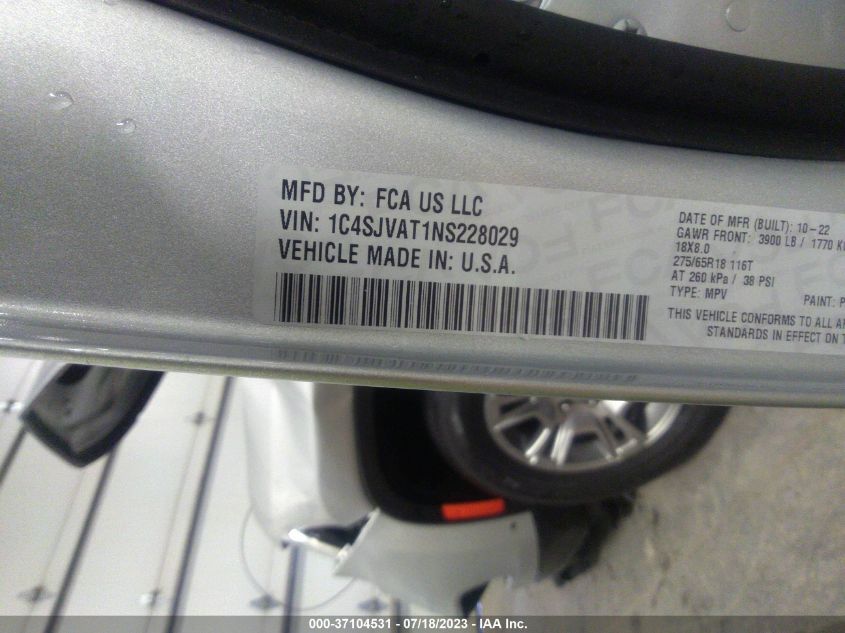 MFD BY: FCA US LLC
VIN: 1C4SJVAT1NS228029
VEHICLE MADE IN: U.S.A.
DATE OF MFR (BUILT): 10-22
GAWR FRONT: 3900 LB / 1770 K
18X8.0
275/65R18 116T
AT 260 kPa / 38 PSI
TYPE: MPV
PAINT: P
THIS VEHICLE CONFORMS TO ALL AP
STANDARDS IN EFFECT ON T
000-37104531 - 07/18/2023 - IAA Inc.